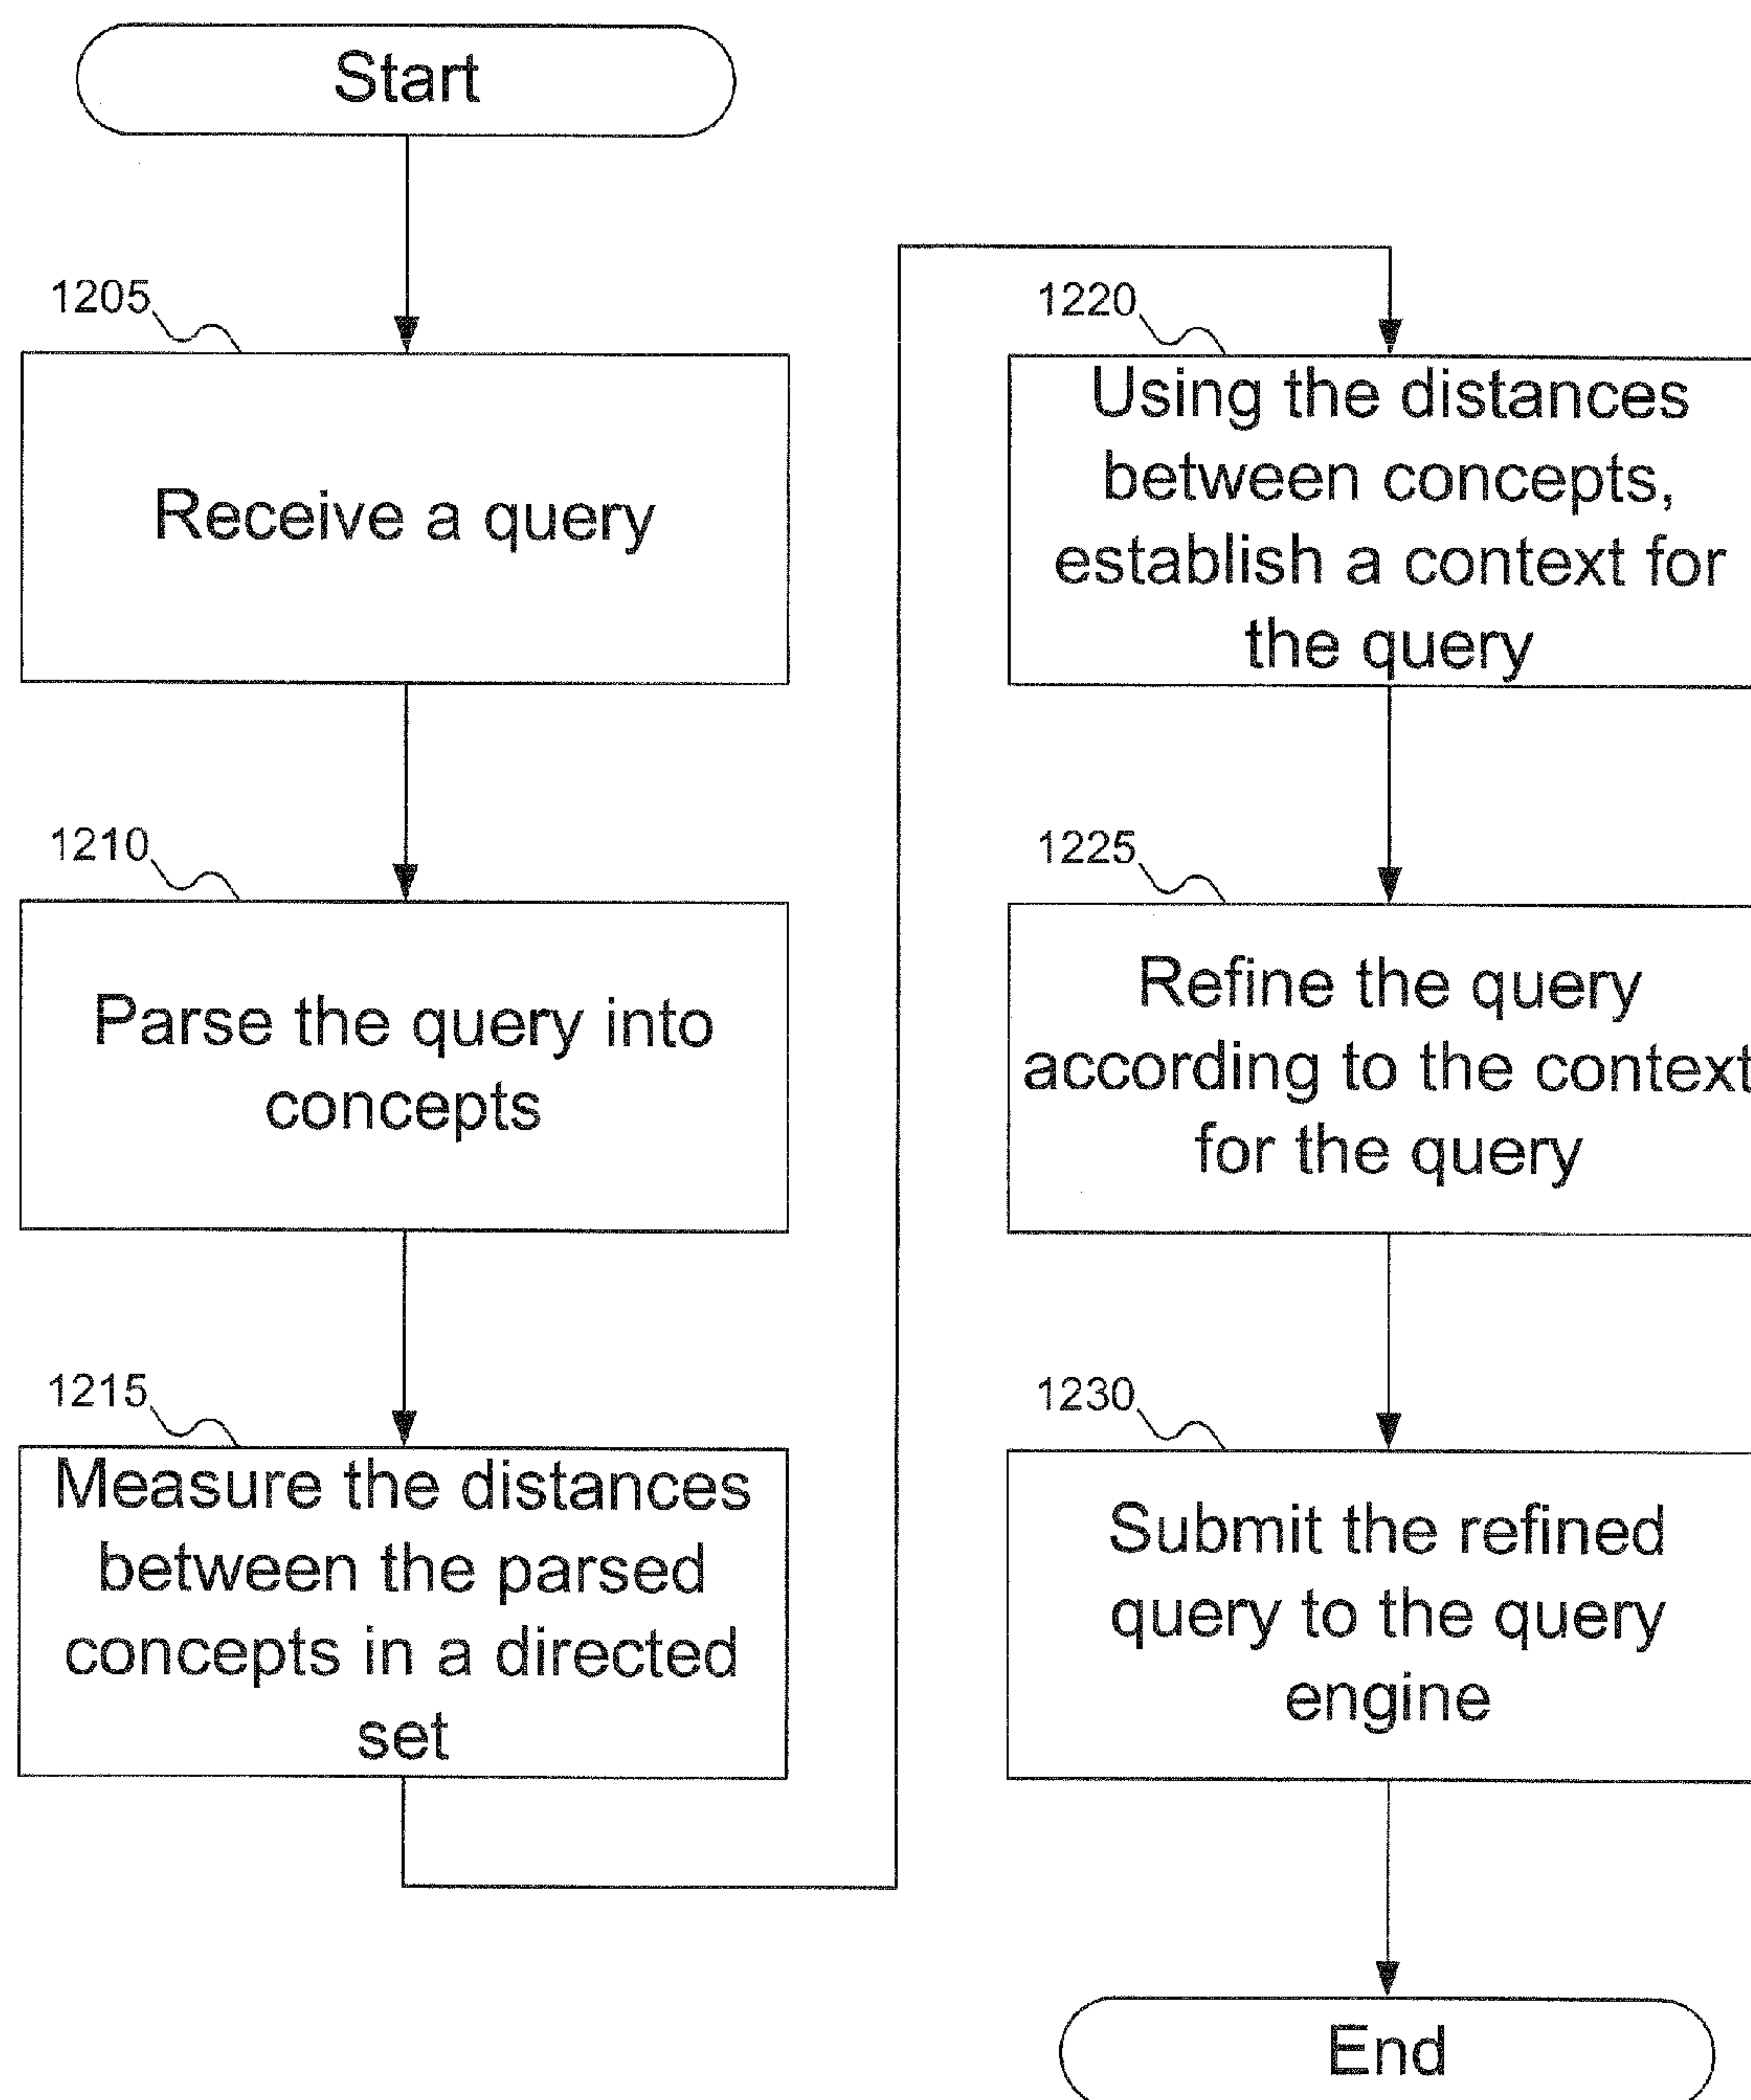 Start
1205
Receive a query
1210
Parse the query into
concepts
1215
Measure the distances
between the parsed
concepts in a directed
set
1220
Using the distances
between concepts,
establish a context for
the query
1225
Refine the query
according to the context
for the query
1230
Submit the refined
query to the query
engine
End